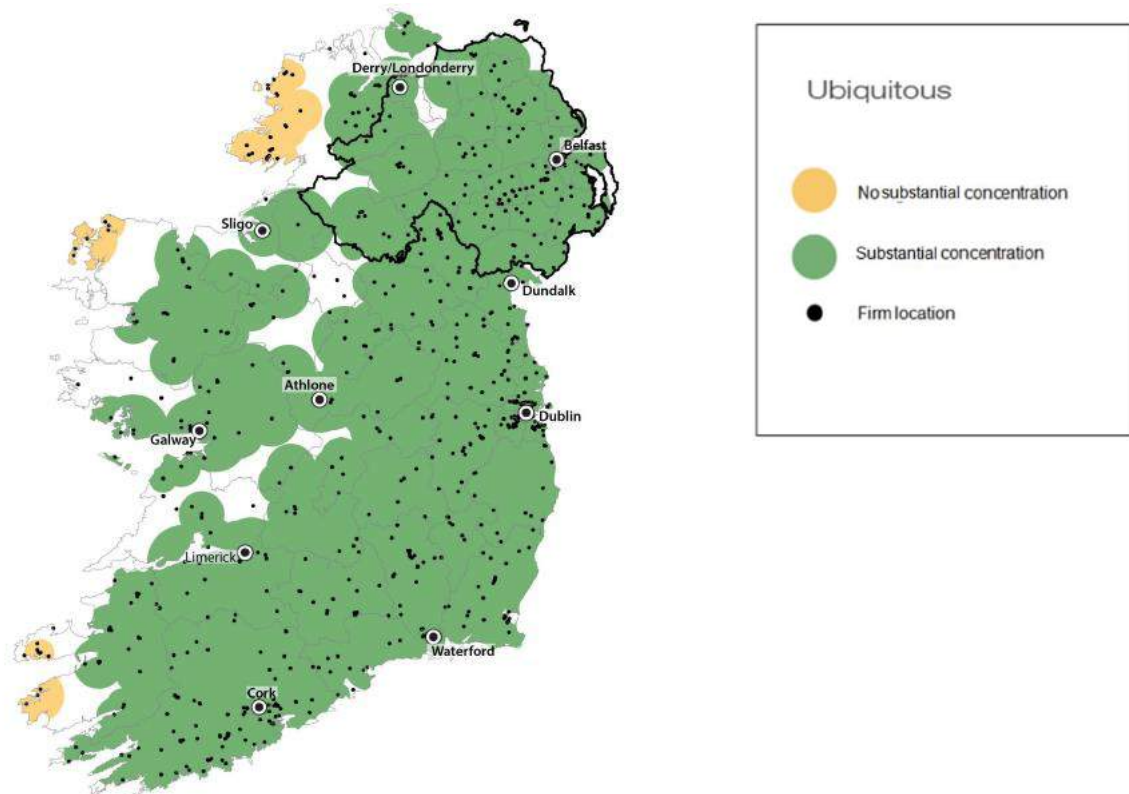 Derry/Londonderry
Belfast
Sligo
Dundalk
Athlone
Dublin
Galway
Limerick
Waterford
Cork
Ubiquitous
No substantial concentration
Substantial concentration
Firm location